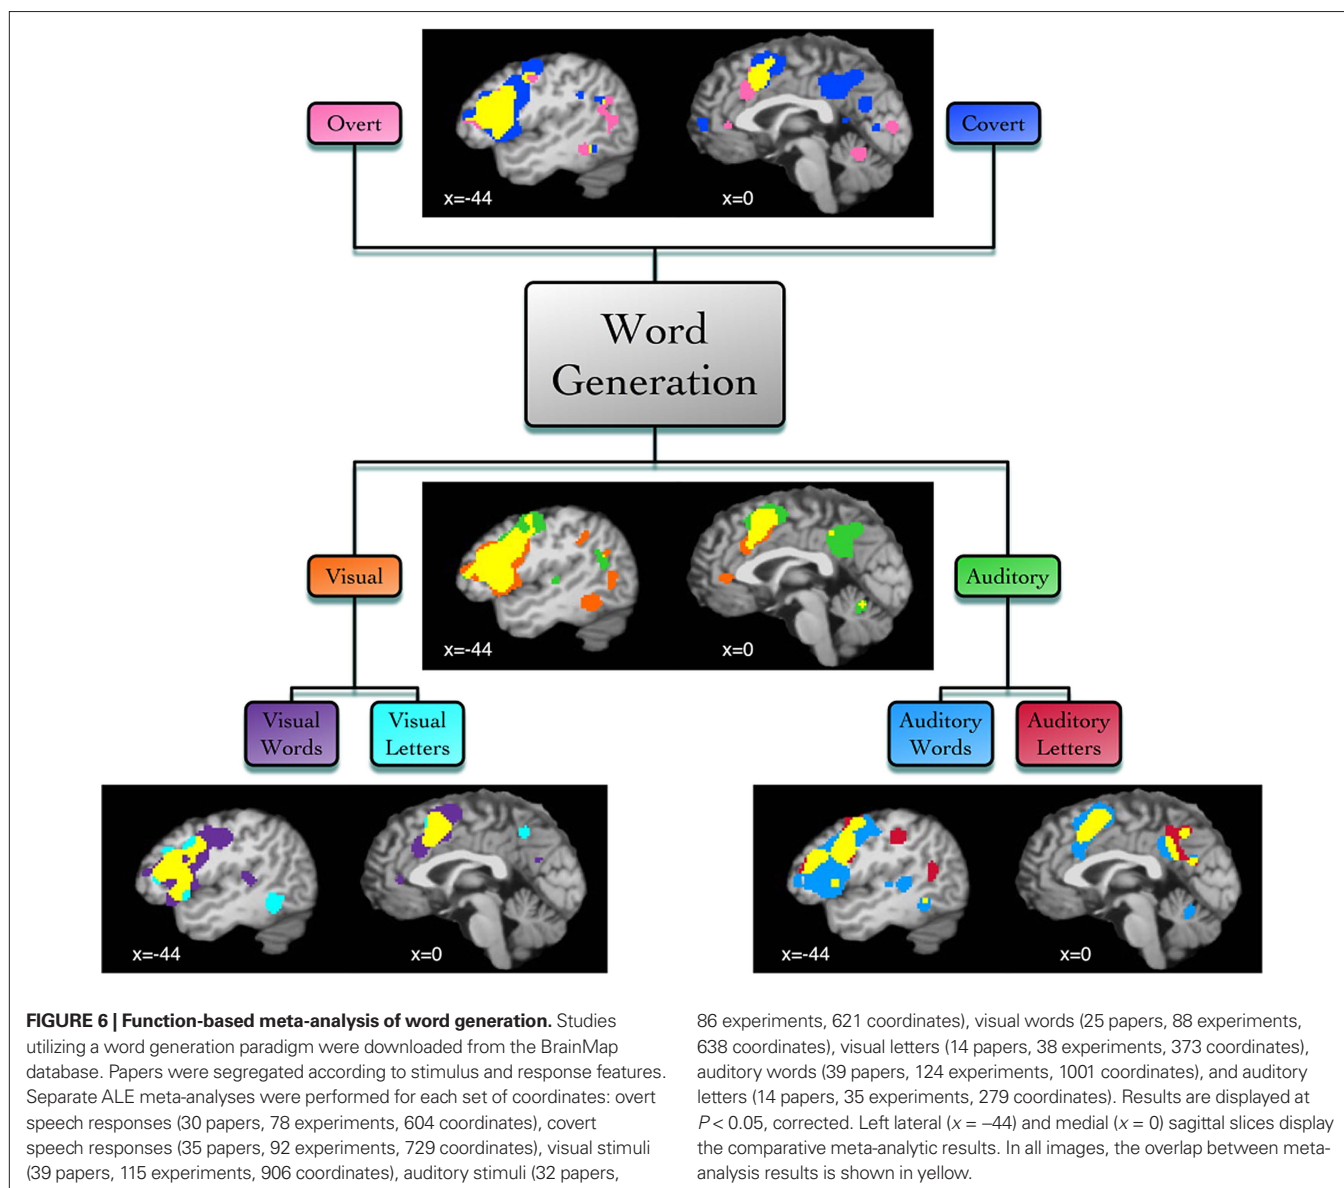 Overt
Covert
x=-44
x=0
Word
Generation
Visual
Auditory
x=-44
x=0
Visual
Words
Visual
Letters
Auditory
Words
Auditory
Letters
x=-44
x=0
x=-44
x=0
FIGURE 6 | Function-based meta-analysis of word generation. Studies
utilizing a word generation paradigm were downloaded from the BrainMap
database. Papers were segregated according to stimulus and response features.
Separate ALE meta-analyses were performed for each set of coordinates: overt
speech responses (30 papers, 78 experiments, 604 coordinates), covert
speech responses (35 papers, 92 experiments, 729 coordinates), visual stimuli
(39 papers, 115 experiments, 906 coordinates), auditory stimuli (32 papers,
86 experiments, 621 coordinates), visual words (25 papers, 88 experiments,
638 coordinates), visual letters (14 papers, 38 experiments, 373 coordinates),
auditory words (39 papers, 124 experiments, 1001 coordinates), and auditory
letters (14 papers, 35 experiments, 279 coordinates). Results are displayed at
P < 0.05, corrected. Left lateral (x = –44) and medial (x = 0) sagittal slices display
the comparative meta-analytic results. In all images, the overlap between meta-
analysis results is shown in yellow.